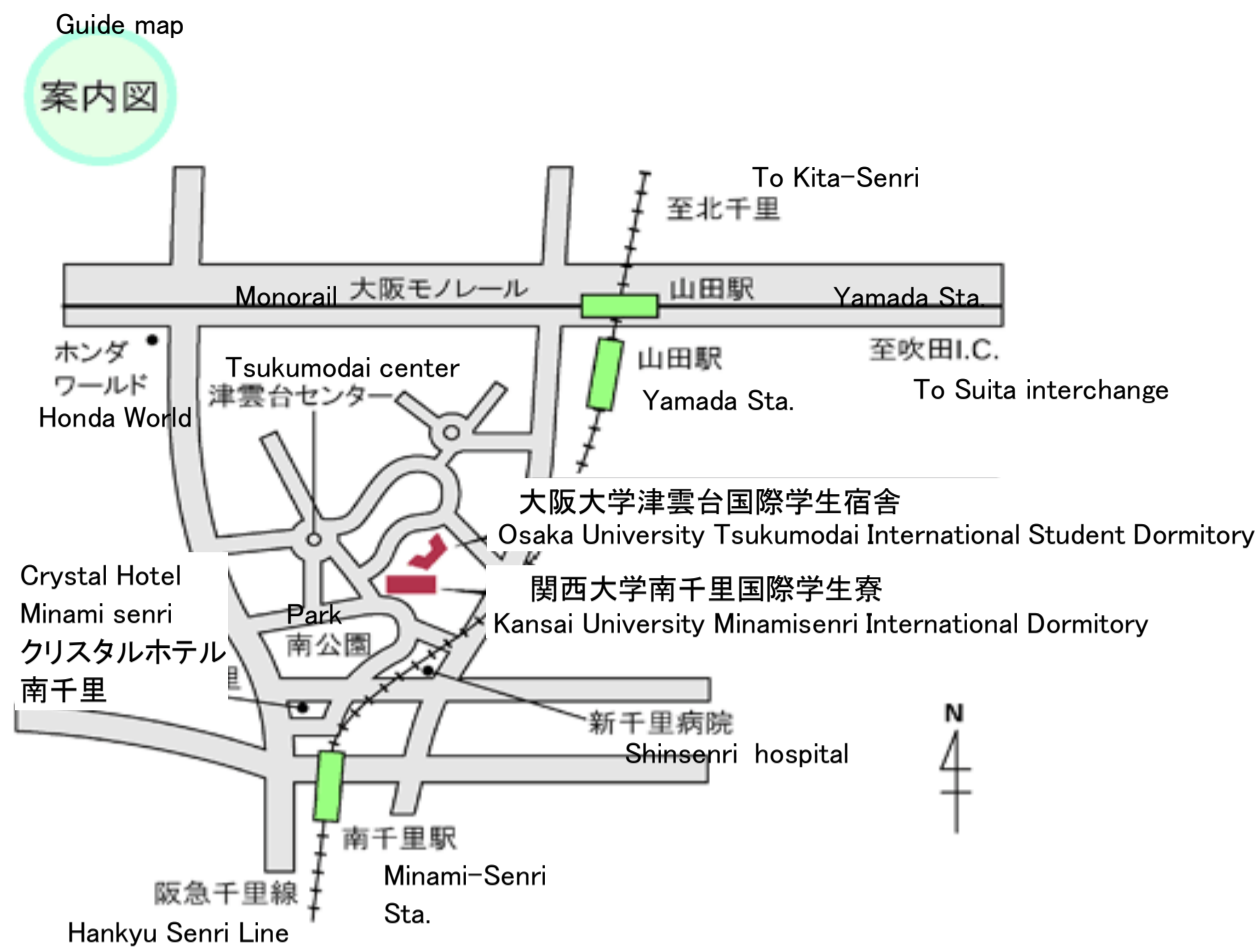 Guide map
案内図
To Kita-Senri
至北千里
Monorail
大阪モノレール
山田駅
Yamada Sta.
ホンダ
ワールド
Honda World
Tsukumodai center
津雲台センター
山田駅
Yamada Sta.
至吹田I.C.
To Suita interchange
大阪大学津雲台国際学生宿舎
Osaka University Tsukumodai International Student Dormitory
関西大学南千里国際学生寮
Kansai University Minamisenri International Dormitory
Crystal Hotel
Minami senri
クリスタルホテル
南千里
里
Park
南公園
新千里病院
Shinsenri hospital
N
南千里駅
Minami-Senri
Sta.
阪急千里線
Hankyu Senri Line